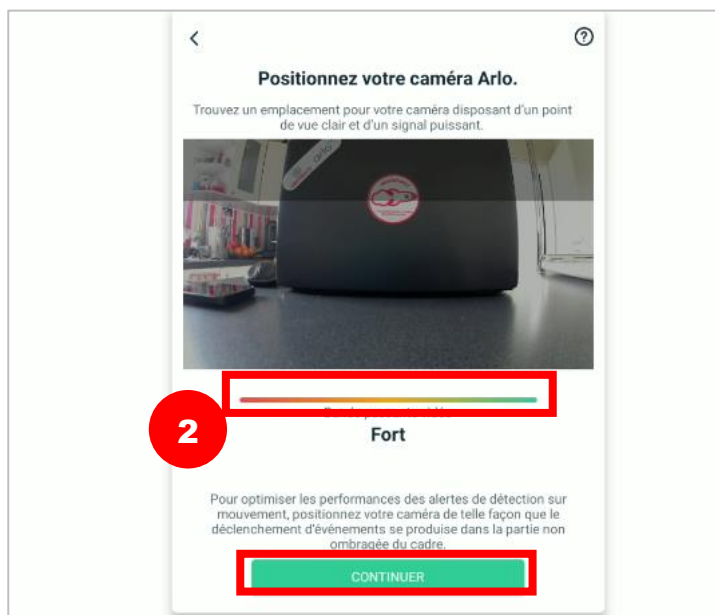 Positionnez votre caméra Arlo.
Trouvez un emplacement pour votre caméra disposant d'un point
de vue clair et d'un signal puissant.
arlo
2
Fort
Pour optimiser les performances des alertes de détection sur
mouvement, positionnez votre caméra de telle façon que le
déclenchement d'événements se produise dans la partie non
ombragée du cadre.
CONTINUER